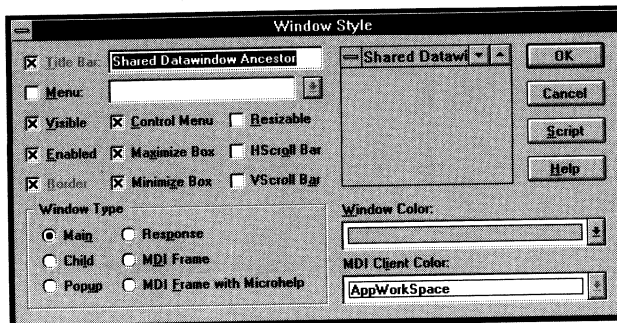 Window Style
Title Bar: Shared Datawindow Ancestor
Menu:
Visible Control Menu Resizable
Enabled Maximize Box HScroll Bar
Border Minimize Box VScroll Bar
Window Type
Main Response
Child MDI Frame
Popup MDI Frame with Microhelp
Shared Datawi
OK
Cancel
Script
Help
Window Color:
MDI Client Color:
AppWorkSpace